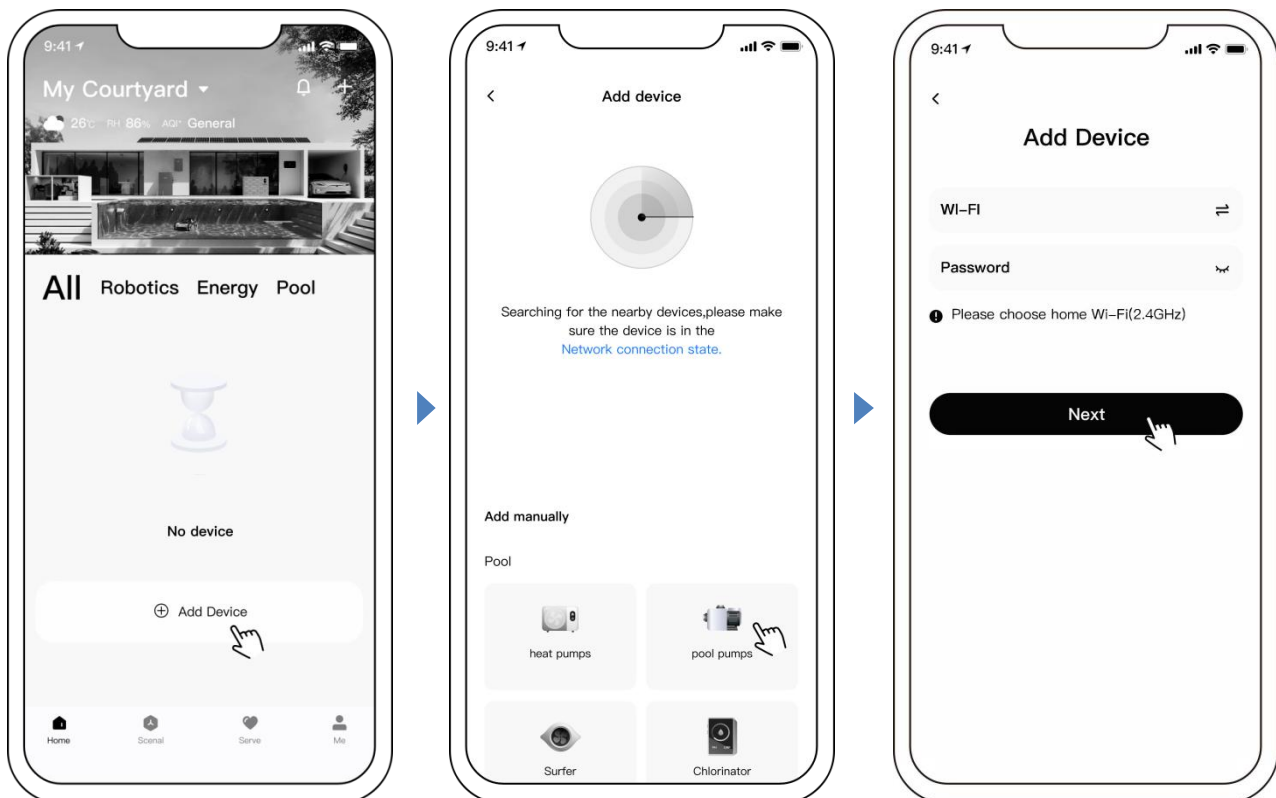 9:41
My Courtyard
26°C RH 86% AQI* General
All Robotics Energy Pool
No device
Add Device
Home Scenal Serve Me
9:41
Add device
Searching for the nearby devices,please make
sure the device is in the
Network connection state.
Add manually
Pool
heat pumps pool pumps
Surfer Chlorinator
9:41
Add Device
WI-FI
Password
Please choose home Wi-Fi(2.4GHz)
Next